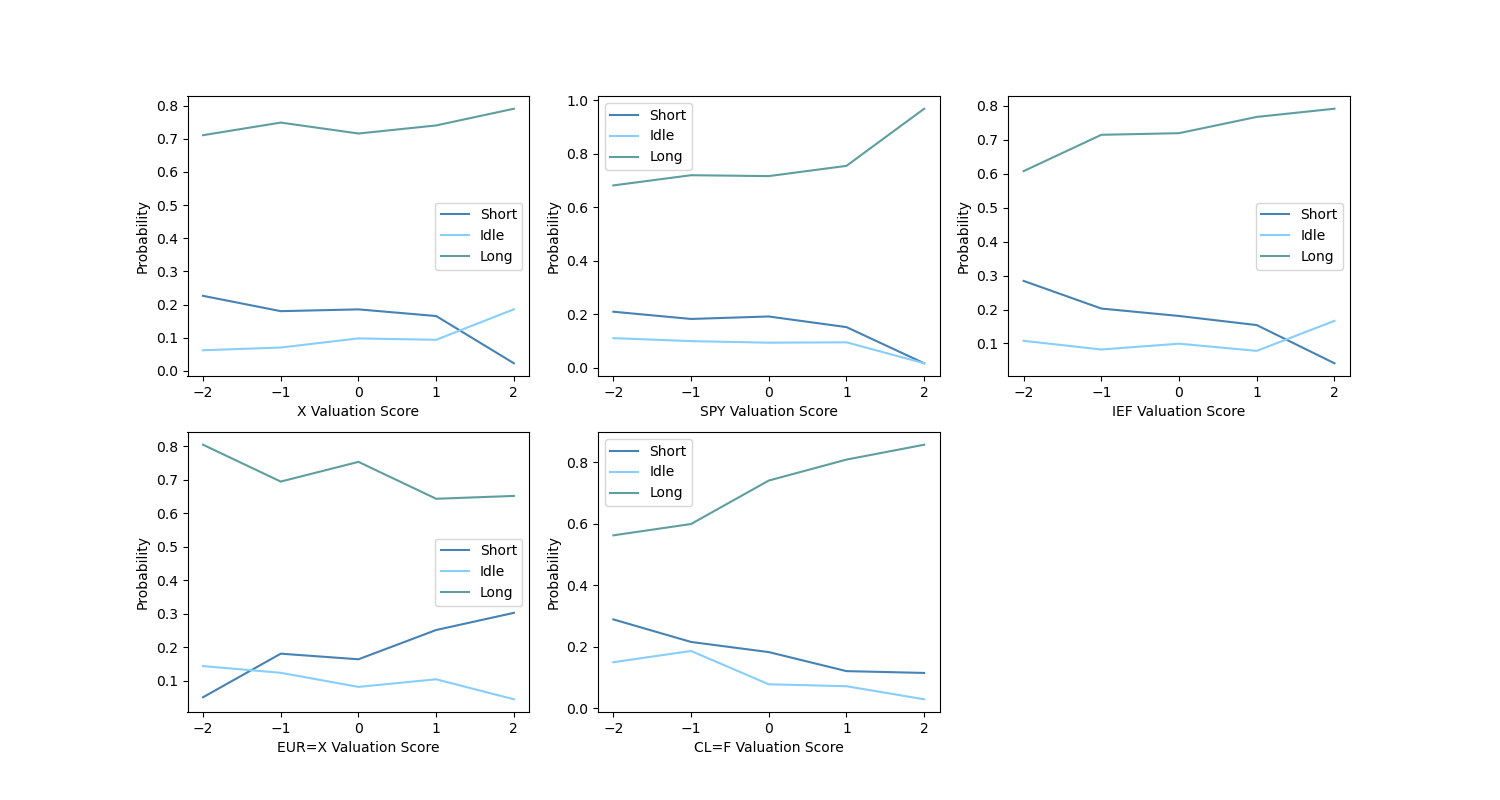 0.8
0.7
0.6
0.5
0.4
0.3
0.2
0.1
0.0
Probability
Short
Idle
Long
−2 −1 0 1 2
X Valuation Score
1.0
0.8
0.6
0.4
0.2
0.0
Probability
Short
Idle
Long
−2 −1 0 1 2
SPY Valuation Score
0.8
0.7
0.6
0.5
0.4
0.3
0.2
0.1
Probability
Short
Idle
Long
−2 −1 0 1 2
IEF Valuation Score
0.8
0.7
0.6
0.5
0.4
0.3
0.2
0.1
Probability
Short
Idle
Long
−2 −1 0 1 2
EUR=X Valuation Score
0.8
0.6
0.4
0.2
0.0
Probability
Short
Idle
Long
−2 −1 0 1 2
CL=F Valuation Score